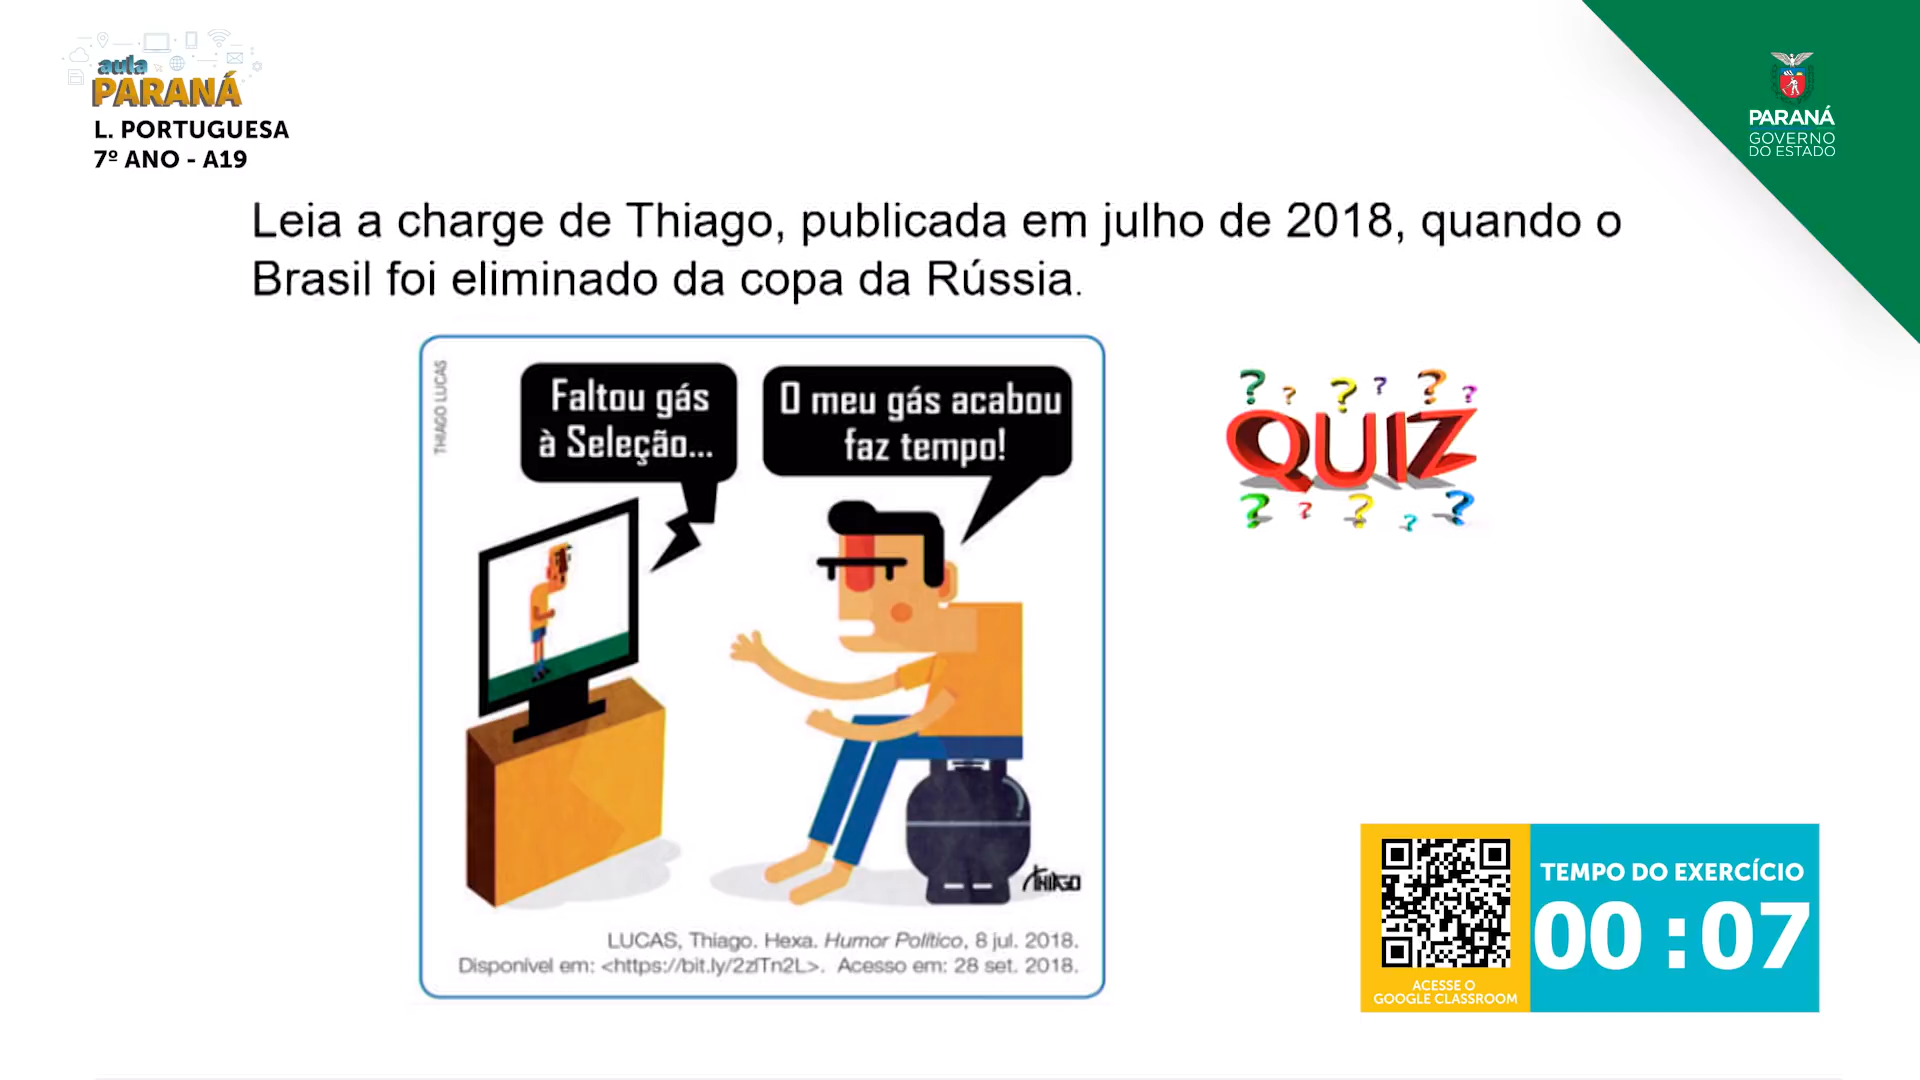 aula
PARANÁ
L. PORTUGUESA
7º ANO - A19
PARANÁ
GOVERNO
DO ESTADO
Leia a charge de Thiago, publicada em julho de 2018, quando o
Brasil foi eliminado da copa da Rússia.
THIAGO LUCAS
Faltou gás
à Seleção...
O meu gás acabou
faz tempo!
QUIZ
THIAGO
LUCAS, Thiago. Hexa. Humor Político, 8 jul. 2018.
Disponível em: <https://bit.ly/2zlTn2L>. Acesso em: 28 set. 2018.
TEMPO DO EXERCÍCIO
00:07
ACESSE O
GOOGLE CLASSROOM